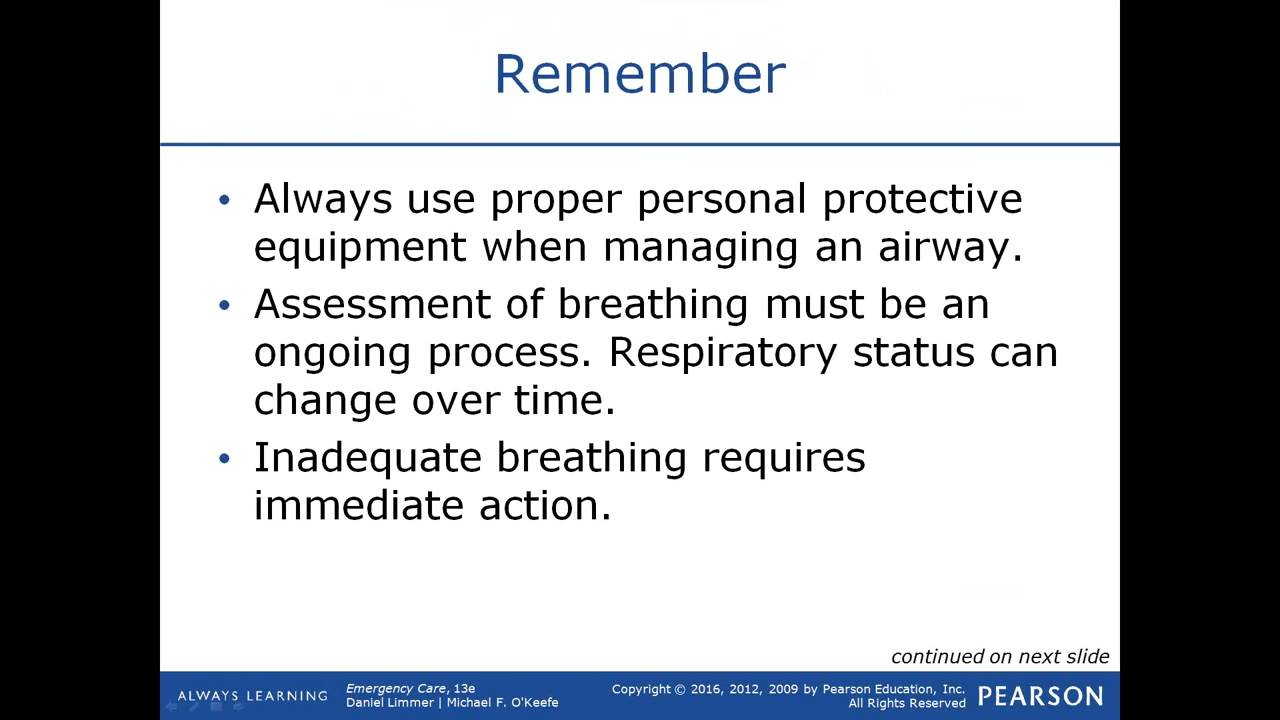 Remember
• Always use proper personal protective
equipment when managing an airway.
• Assessment of breathing must be an
ongoing process. Respiratory status can
change over time.
• Inadequate breathing requires
immediate action.
continued on next slide
ALWAYS LEARNING
Emergency Care, 13e
Daniel Limmer | Michael F. O'Keefe
Copyright © 2016, 2012, 2009 by Pearson Education, Inc.
All Rights Reserved
PEARSON